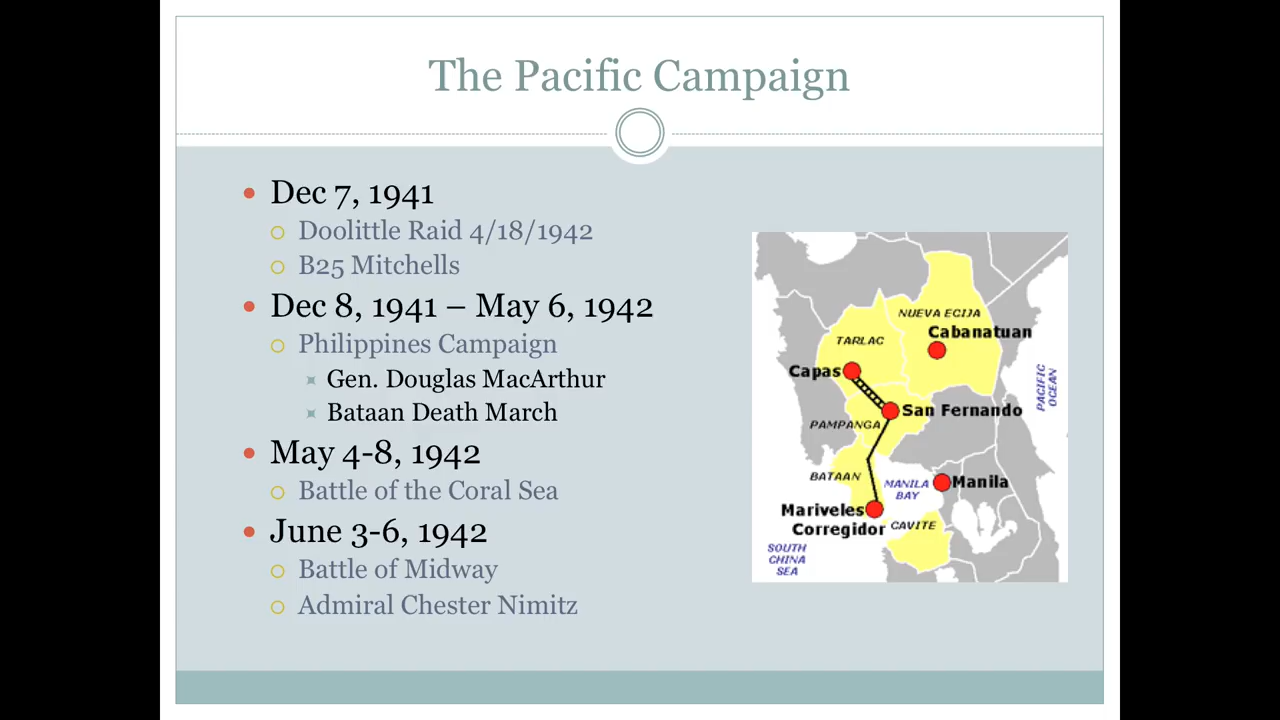 The Pacific Campaign
Dec 7, 1941
Doolittle Raid 4/18/1942
B25 Mitchells
Dec 8, 1941 – May 6, 1942
Philippines Campaign
Gen. Douglas MacArthur
Bataan Death March
May 4-8, 1942
Battle of the Coral Sea
June 3-6, 1942
Battle of Midway
Admiral Chester Nimitz
NUEVA ECIJA
Cabanatuan
TARLAC
Capas
PACIFIC
OCEAN
San Fernando
PAMPANGA
BATAAN
MANILA
BAY
Manila
Mariveles
Corregidor
CAVITE
SOUTH
CHINA
SEA